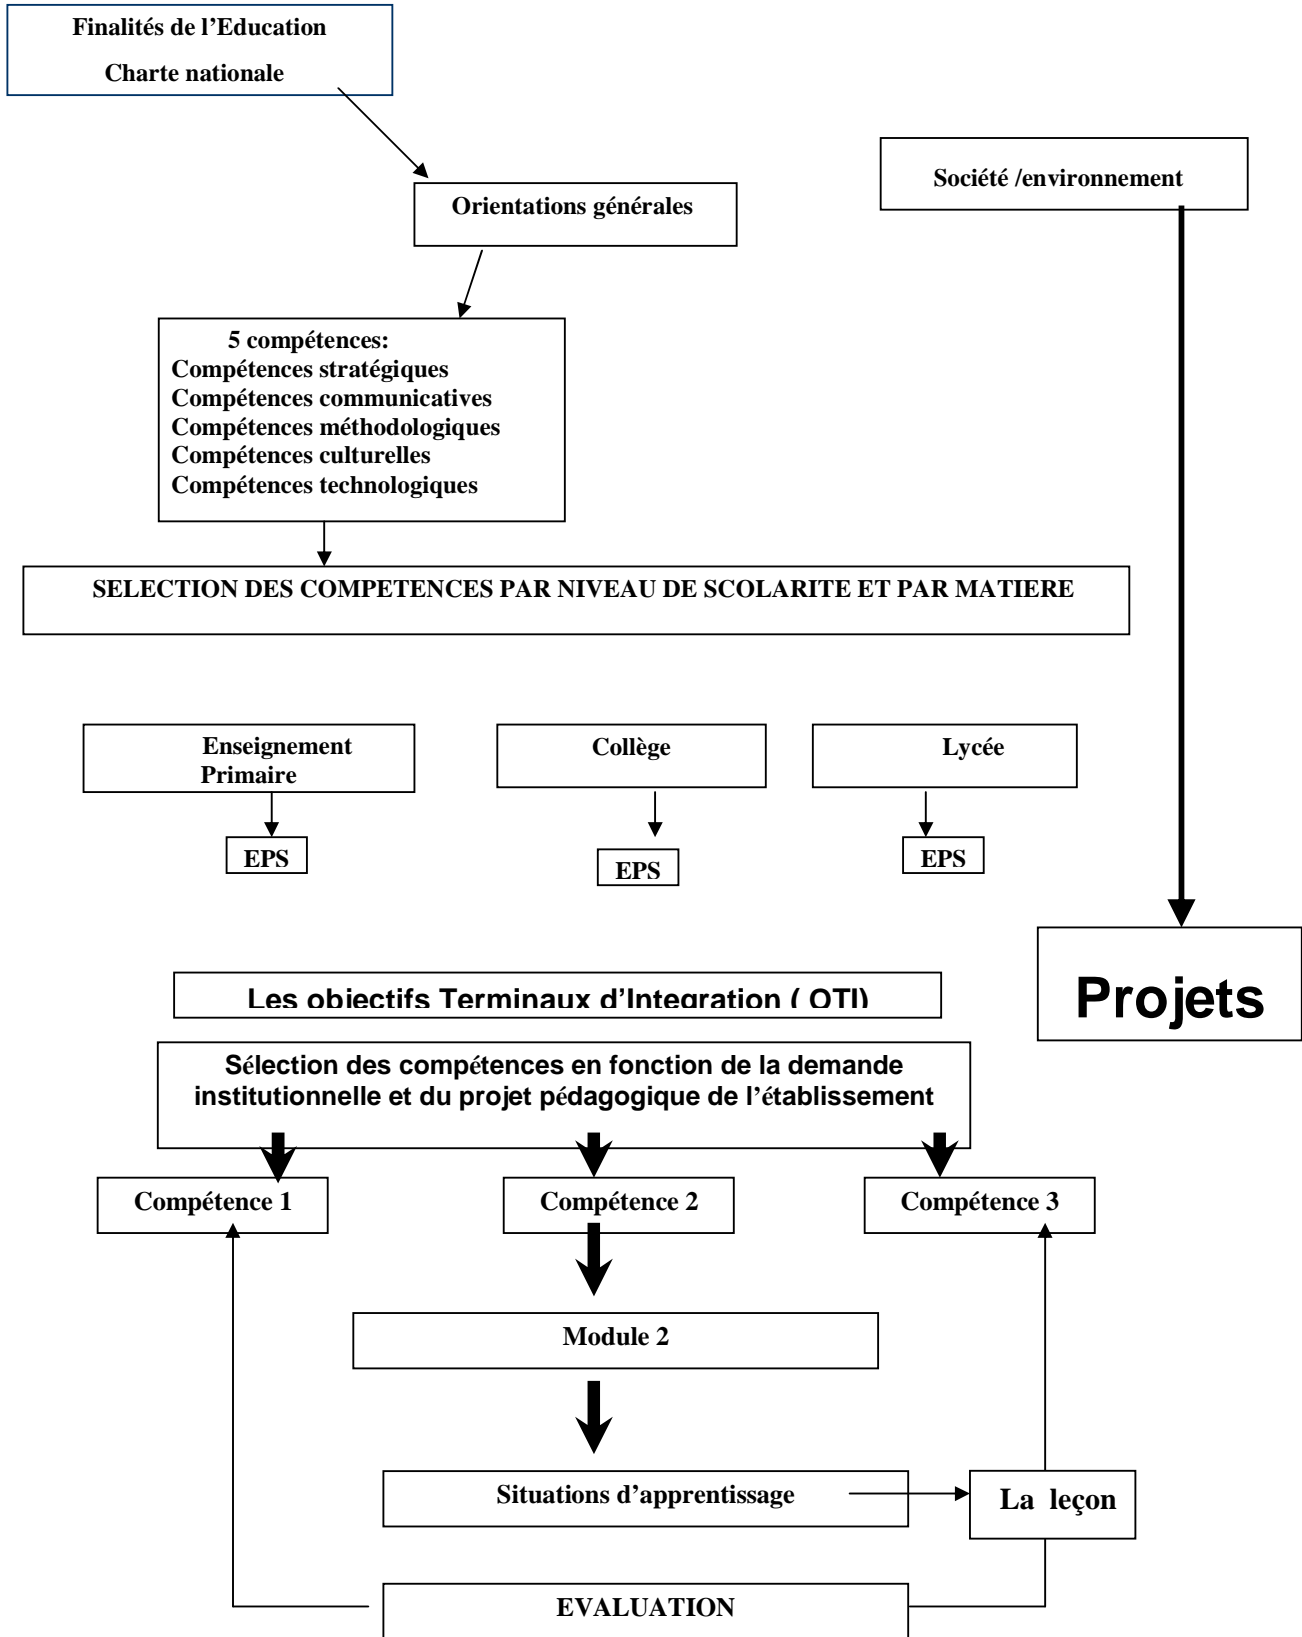 Finalités de l’Education
Charte nationale
Société /environnement
Orientations générales
5 compétences:
Compétences stratégiques
Compétences communicatives
Compétences méthodologiques
Compétences culturelles
Compétences technologiques
SELECTION DES COMPETENCES PAR NIVEAU DE SCOLARITE ET PAR MATIERE
Enseignement
Primaire
Collège
Lycée
EPS
EPS
EPS
Projets
Les objectifs Terminaux d’Integration ( OTI)
Sélection des compétences en fonction de la demande
institutionnelle et du projet pédagogique de l’établissement
Compétence 1
Compétence 2
Compétence 3
Module 2
Situations d’apprentissage
La leçon
EVALUATION